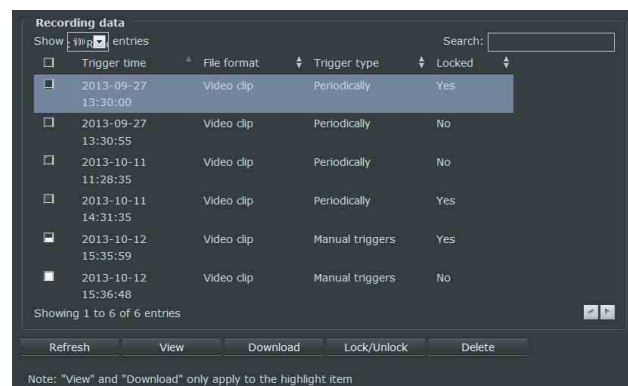 Recording data
Show entries Search:
Trigger time File format Trigger type Locked
2013-09-27 Video clip Periodically Yes
13:30:00
2013-09-27 Video clip Periodically No
13:30:55
2013-10-11 Video clip Periodically No
11:28:35
2013-10-11 Video clip Periodically Yes
14:31:35
2013-10-12 Video clip Manual triggers Yes
15:35:59
2013-10-12 Video clip Manual triggers No
15:36:48
Showing 1 to 6 of 6 entries
Refresh View Download Lock/Unlock Delete
Note: "View" and "Download" only apply to the highlight item